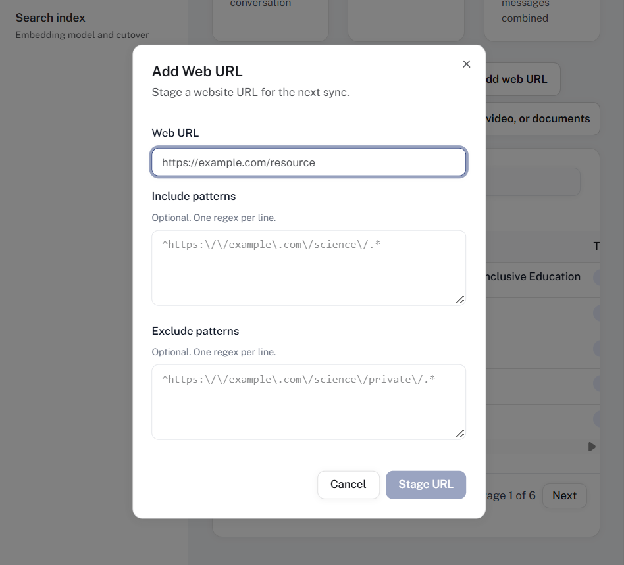 Search index
Embedding model and cutover
conversation
messages
combined
dd web URL
video, or documents
Add Web URL
Stage a website URL for the next sync.
Web URL
https://example.com/resource
Include patterns
Optional. One regex per line.
^https:\/\/example\.com\/science\/.*
Exclude patterns
Optional. One regex per line.
^https:\/\/example\.com\/science\/private\/.*
Cancel
Stage URL
T
nclusive Education
age 1 of 6
Next